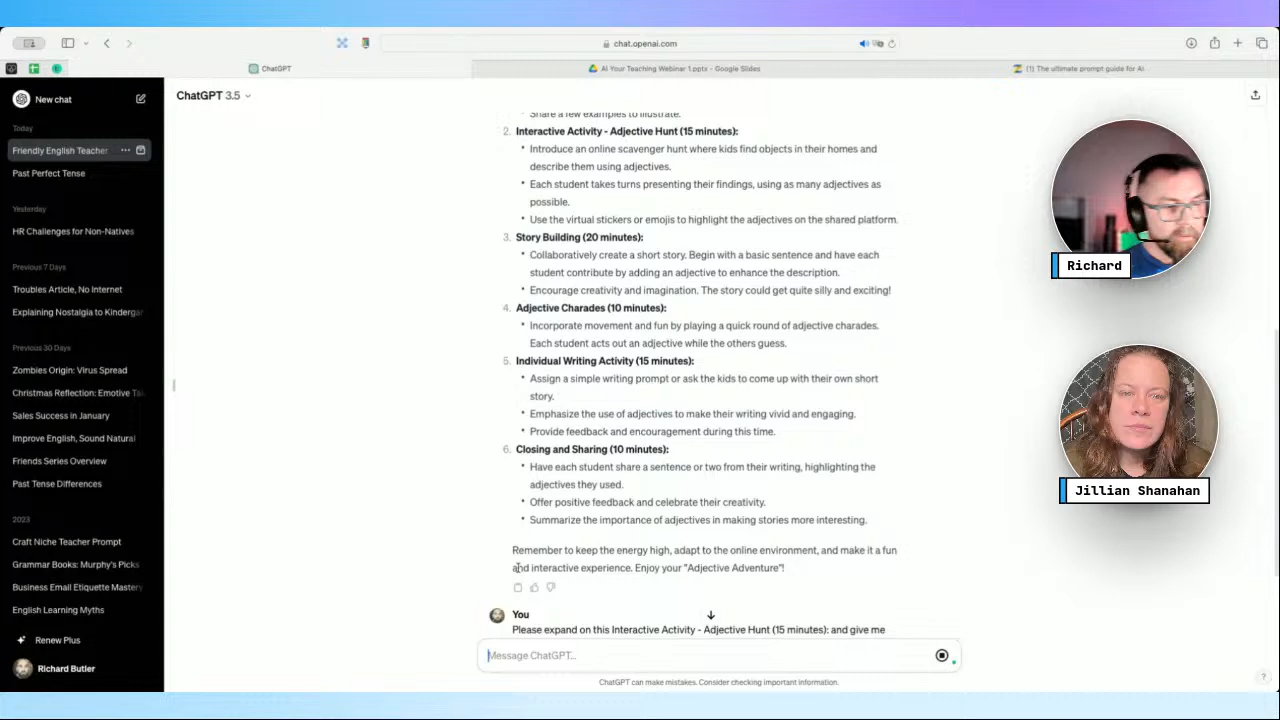 chat.openai.com
ChatGPT
AI Your Teaching Webinar 1.pptx - Google Slides
(1) The ultimate prompt guide for AI
New chat
ChatGPT 3.5
Today
Friendly English Teacher
Past Perfect Tense
Yesterday
HR Challenges for Non-Natives
Previous 7 Days
Troubles Article, No Internet
Explaining Nostalgia to Kindergar
Previous 30 Days
Zombies Origin: Virus Spread
Christmas Reflection: Emotive Tal
Sales Success in January
Improve English, Sound Natural
Friends Series Overview
Past Tense Differences
2023
Craft Niche Teacher Prompt
Grammar Books: Murphy's Picks
Business Email Etiquette Mastery
English Learning Myths
Renew Plus
Richard Butler
Share a few examples to illustrate.
2. Interactive Activity - Adjective Hunt (15 minutes):
• Introduce an online scavenger hunt where kids find objects in their homes and
describe them using adjectives.
• Each student takes turns presenting their findings, using as many adjectives as
possible.
• Use the virtual stickers or emojis to highlight the adjectives on the shared platform.
3. Story Building (20 minutes):
• Collaboratively create a short story. Begin with a basic sentence and have each
student contribute by adding an adjective to enhance the description.
• Encourage creativity and imagination. The story could get quite silly and exciting!
4. Adjective Charades (10 minutes):
• Incorporate movement and fun by playing a quick round of adjective charades.
Each student acts out an adjective while the others guess.
5. Individual Writing Activity (15 minutes):
• Assign a simple writing prompt or ask the kids to come up with their own short
story.
• Emphasize the use of adjectives to make their writing vivid and engaging.
• Provide feedback and encouragement during this time.
6. Closing and Sharing (10 minutes):
• Have each student share a sentence or two from their writing, highlighting the
adjectives they used.
• Offer positive feedback and celebrate their creativity.
• Summarize the importance of adjectives in making stories more interesting.
Remember to keep the energy high, adapt to the online environment, and make it a fun
and interactive experience. Enjoy your "Adjective Adventure"!
You
Please expand on this Interactive Activity - Adjective Hunt (15 minutes): and give me
Message ChatGPT...
ChatGPT can make mistakes. Consider checking important information.
Richard
Jillian Shanahan